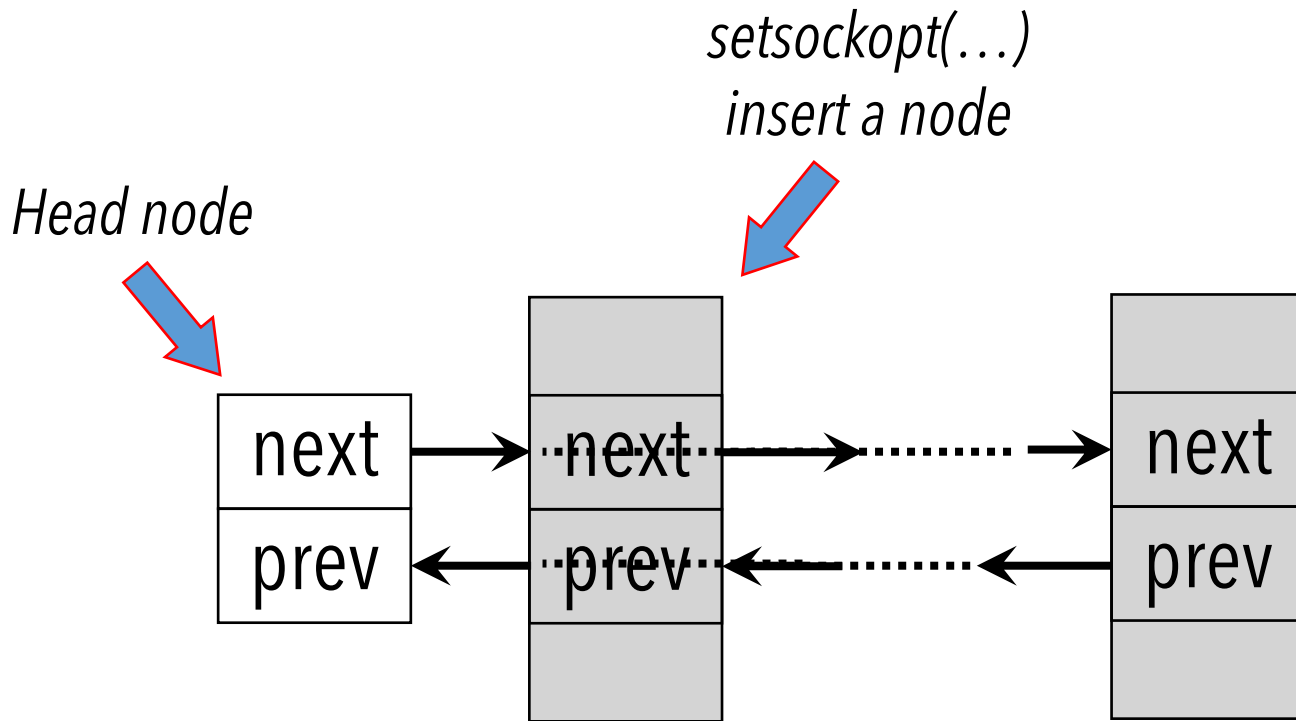 setsockopt(…)
insert a node
Head node
next
next
next
prev
prev
prev